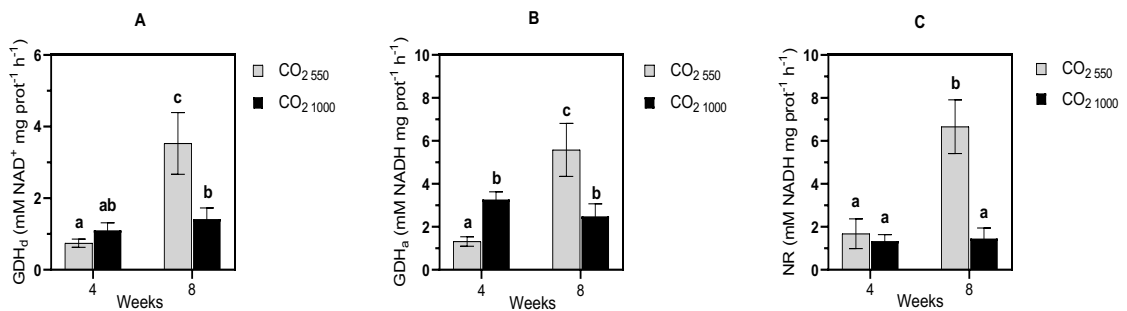 A
GDH_d (mM NAD⁺ mg prot⁻¹ h⁻¹)
6
4
2
0
a
ab
c
b
4
8
Weeks
CO₂ ₅₅₀
CO₂ ₁₀₀₀
B
GDH_a (mM NADH mg prot⁻¹ h⁻¹)
10
8
6
4
2
0
a
b
c
b
4
8
Weeks
CO₂ ₅₅₀
CO₂ ₁₀₀₀
C
NR (mM NADH mg prot⁻¹ h⁻¹)
10
8
6
4
2
0
a
a
b
a
4
8
Weeks
CO₂ ₅₅₀
CO₂ ₁₀₀₀